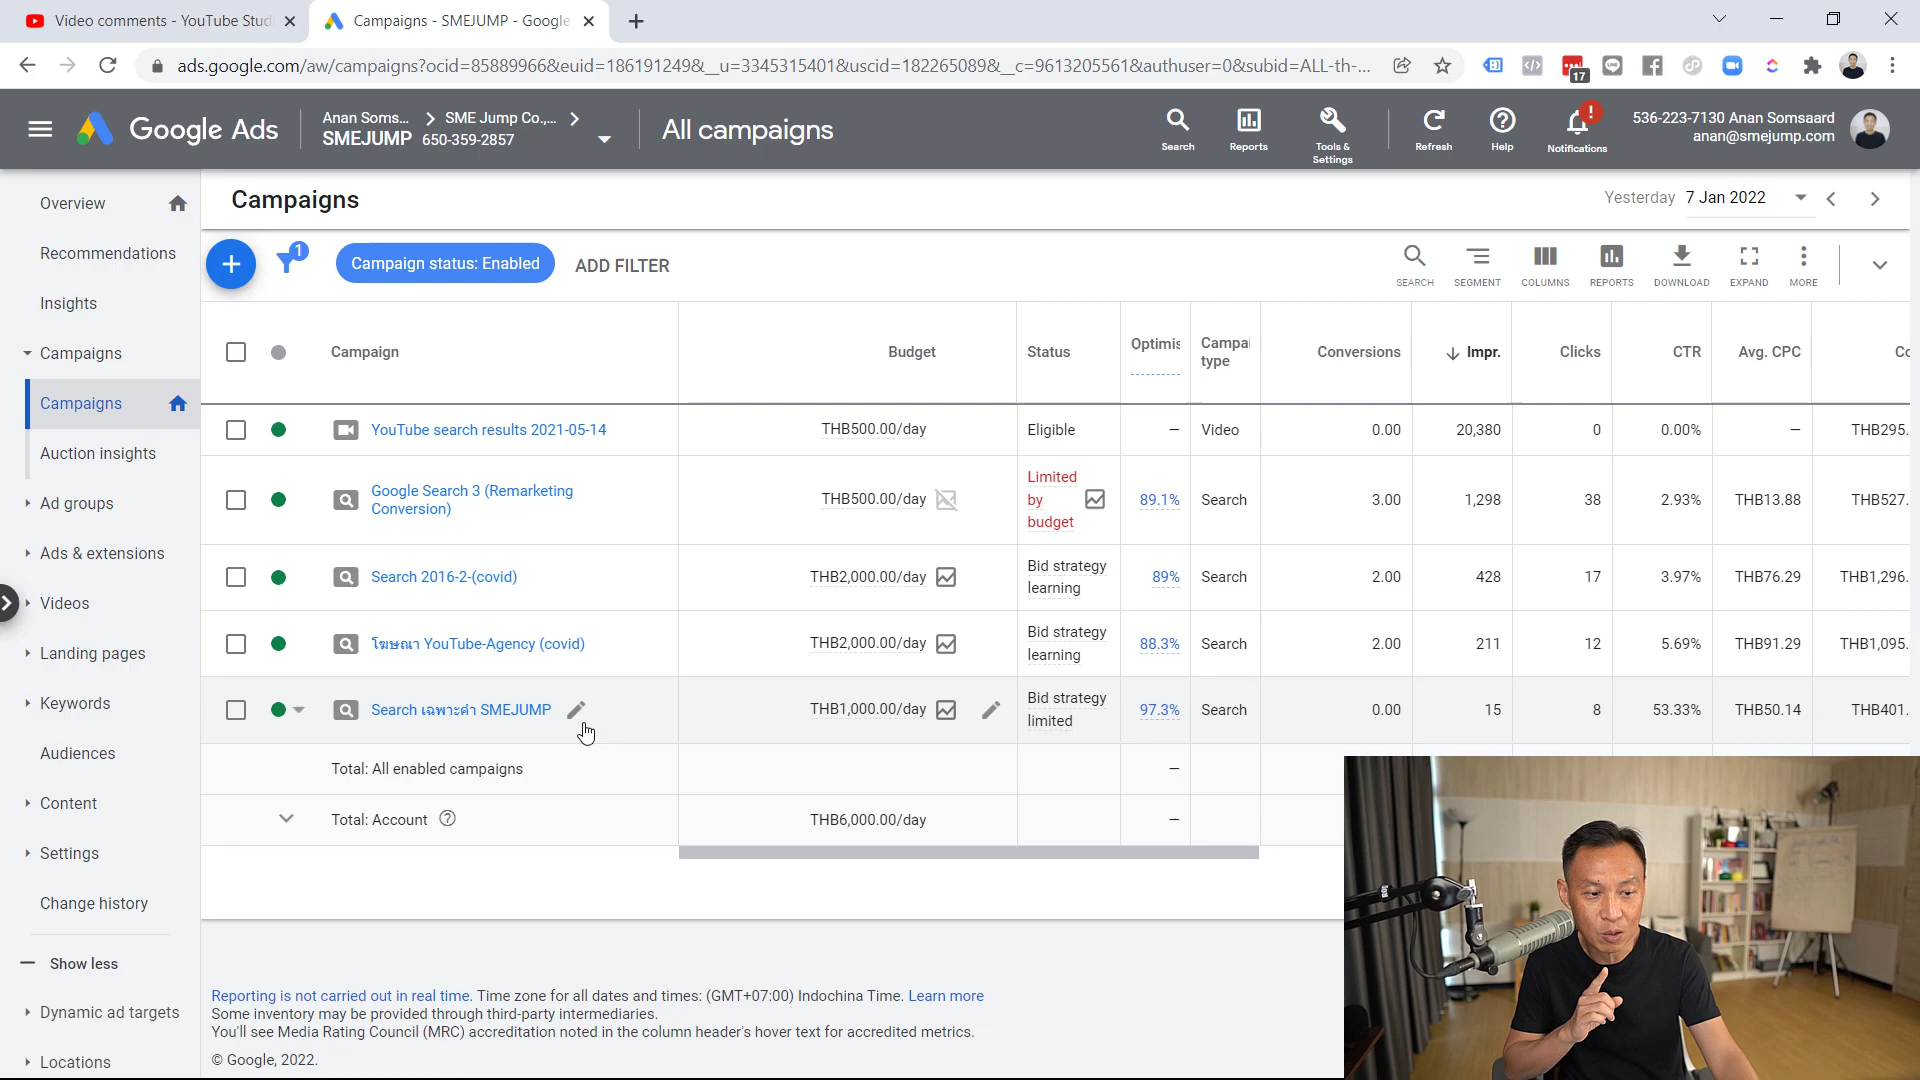 Video comments - YouTube Stud
Campaigns - SMEJUMP - Google
ads.google.com/aw/campaigns?ocid=85889966&euid=186191249&__u=3345315401&uscid=182265089&__c=9613205561&authuser=0&subid=ALL-th-...
17
Google Ads
Anan Soms... > SME Jump Co.,... >
SMEJUMP 650-359-2857
All campaigns
Search
Reports
Tools &
Settings
Refresh
Help
!
Notifications
536-223-7130 Anan Somsaard
anan@smejump.com
Overview
Recommendations
Insights
Campaigns
Campaigns
Auction insights
Ad groups
Ads & extensions
Videos
Landing pages
Keywords
Audiences
Content
Settings
Change history
Show less
Dynamic ad targets
Locations
Campaigns
Yesterday 7 Jan 2022
1
Campaign status: Enabled
ADD FILTER
SEARCH
SEGMENT
COLUMNS
REPORTS
DOWNLOAD
EXPAND
MORE
Campaign Budget Status Optimis Campai type Conversions Impr. Clicks CTR Avg. CPC Co
YouTube search results 2021-05-14 THB500.00/day Eligible – Video 0.00 20,380 0 0.00% – THB295.
Google Search 3 (Remarketing Conversion) THB500.00/day Limited by budget 89.1% Search 3.00 1,298 38 2.93% THB13.88 THB527.
Search 2016-2-(covid) THB2,000.00/day Bid strategy learning 89% Search 2.00 428 17 3.97% THB76.29 THB1,296.
โฆษณา YouTube-Agency (covid) THB2,000.00/day Bid strategy learning 88.3% Search 2.00 211 12 5.69% THB91.29 THB1,095.
Search เฉพาะคำ SMEJUMP THB1,000.00/day Bid strategy limited 97.3% Search 0.00 15 8 53.33% THB50.14 THB401.
Total: All enabled campaigns –
Total: Account THB6,000.00/day –
Reporting is not carried out in real time. Time zone for all dates and times: (GMT+07:00) Indochina Time. Learn more
Some inventory may be provided through third-party intermediaries.
You'll see Media Rating Council (MRC) accreditation noted in the column header's hover text for accredited metrics.
© Google, 2022.